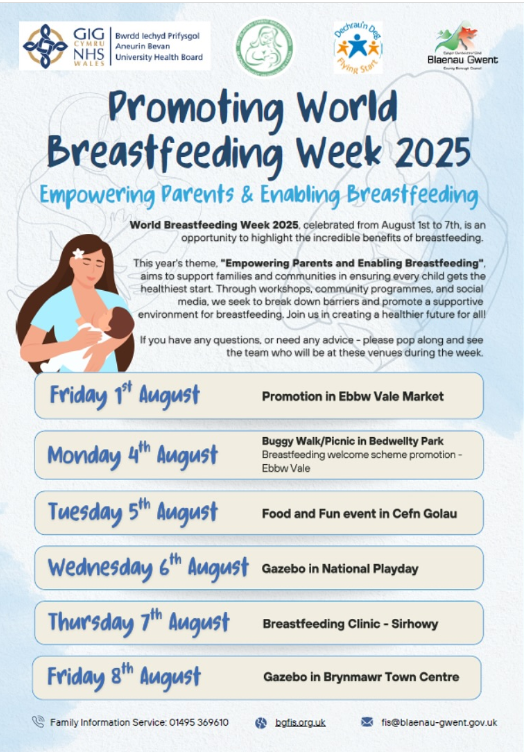 GIG
CYMRU
NHS
WALES
Bwrdd Iechyd Prifysgol
Aneurin Bevan
University Health Board
Dechrau'n Deg
Flying Start
Blaenau Gwent
Promoting World
Breastfeeding Week 2025
Empowering Parents & Enabling Breastfeeding
World Breastfeeding Week 2025, celebrated from August 1st to 7th, is an
opportunity to highlight the incredible benefits of breastfeeding.
This year's theme, "Empowering Parents and Enabling Breastfeeding",
aims to support families and communities in ensuring every child gets the
healthiest start. Through workshops, community programmes, and social
media, we seek to break down barriers and promote a supportive
environment for breastfeeding. Join us in creating a healthier future for all!
If you have any questions, or need any advice - please pop along and see
the team who will be at these venues during the week.
Friday 1st August
Promotion in Ebbw Vale Market
Monday 4th August
Buggy Walk/Picnic in Bedwellty Park
Breastfeeding welcome scheme promotion -
Ebbw Vale
Tuesday 5th August
Food and Fun event in Cefn Golau
Wednesday 6th August
Gazebo in National Playday
Thursday 7th August
Breastfeeding Clinic - Sirhowy
Friday 8th August
Gazebo in Brynmawr Town Centre
Family Information Service: 01495 369610
bgfis.org.uk
fis@blaenau-gwent.gov.uk